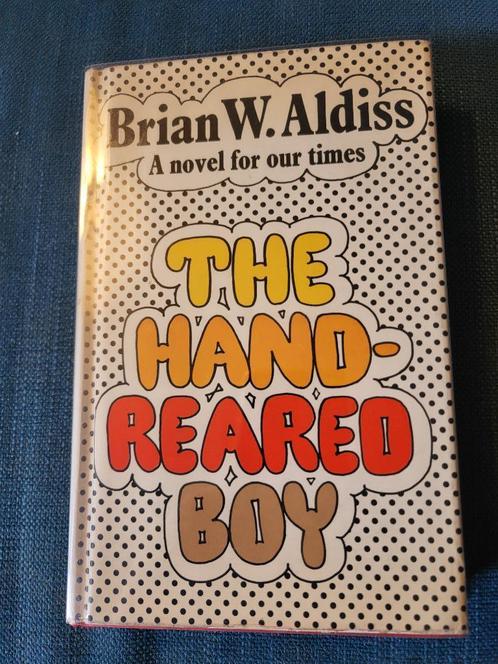 Brian W. Aldiss
A novel for our times
THE
HAND-
REARED
BOY